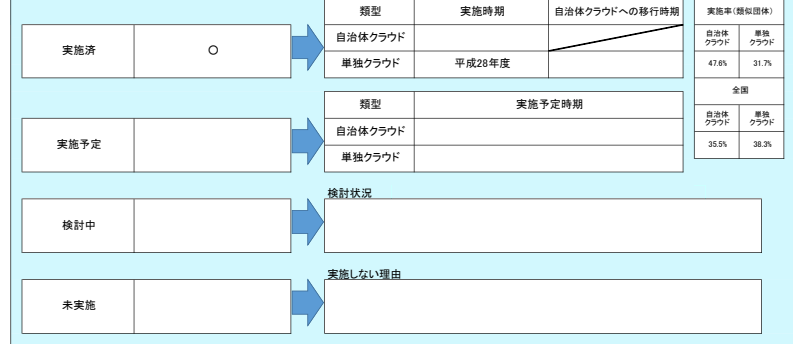 類型 実施時期 自治体クラウドへの移行時期
実施済 ○ 自治体クラウド
単独クラウド 平成28年度
実施率(類似団体)
自治体クラウド 単独クラウド
47.6% 31.7%
全国
自治体クラウド 単独クラウド
35.5% 38.3%
類型 実施予定時期
実施予定 自治体クラウド
単独クラウド
検討状況
検討中
実施しない理由
未実施